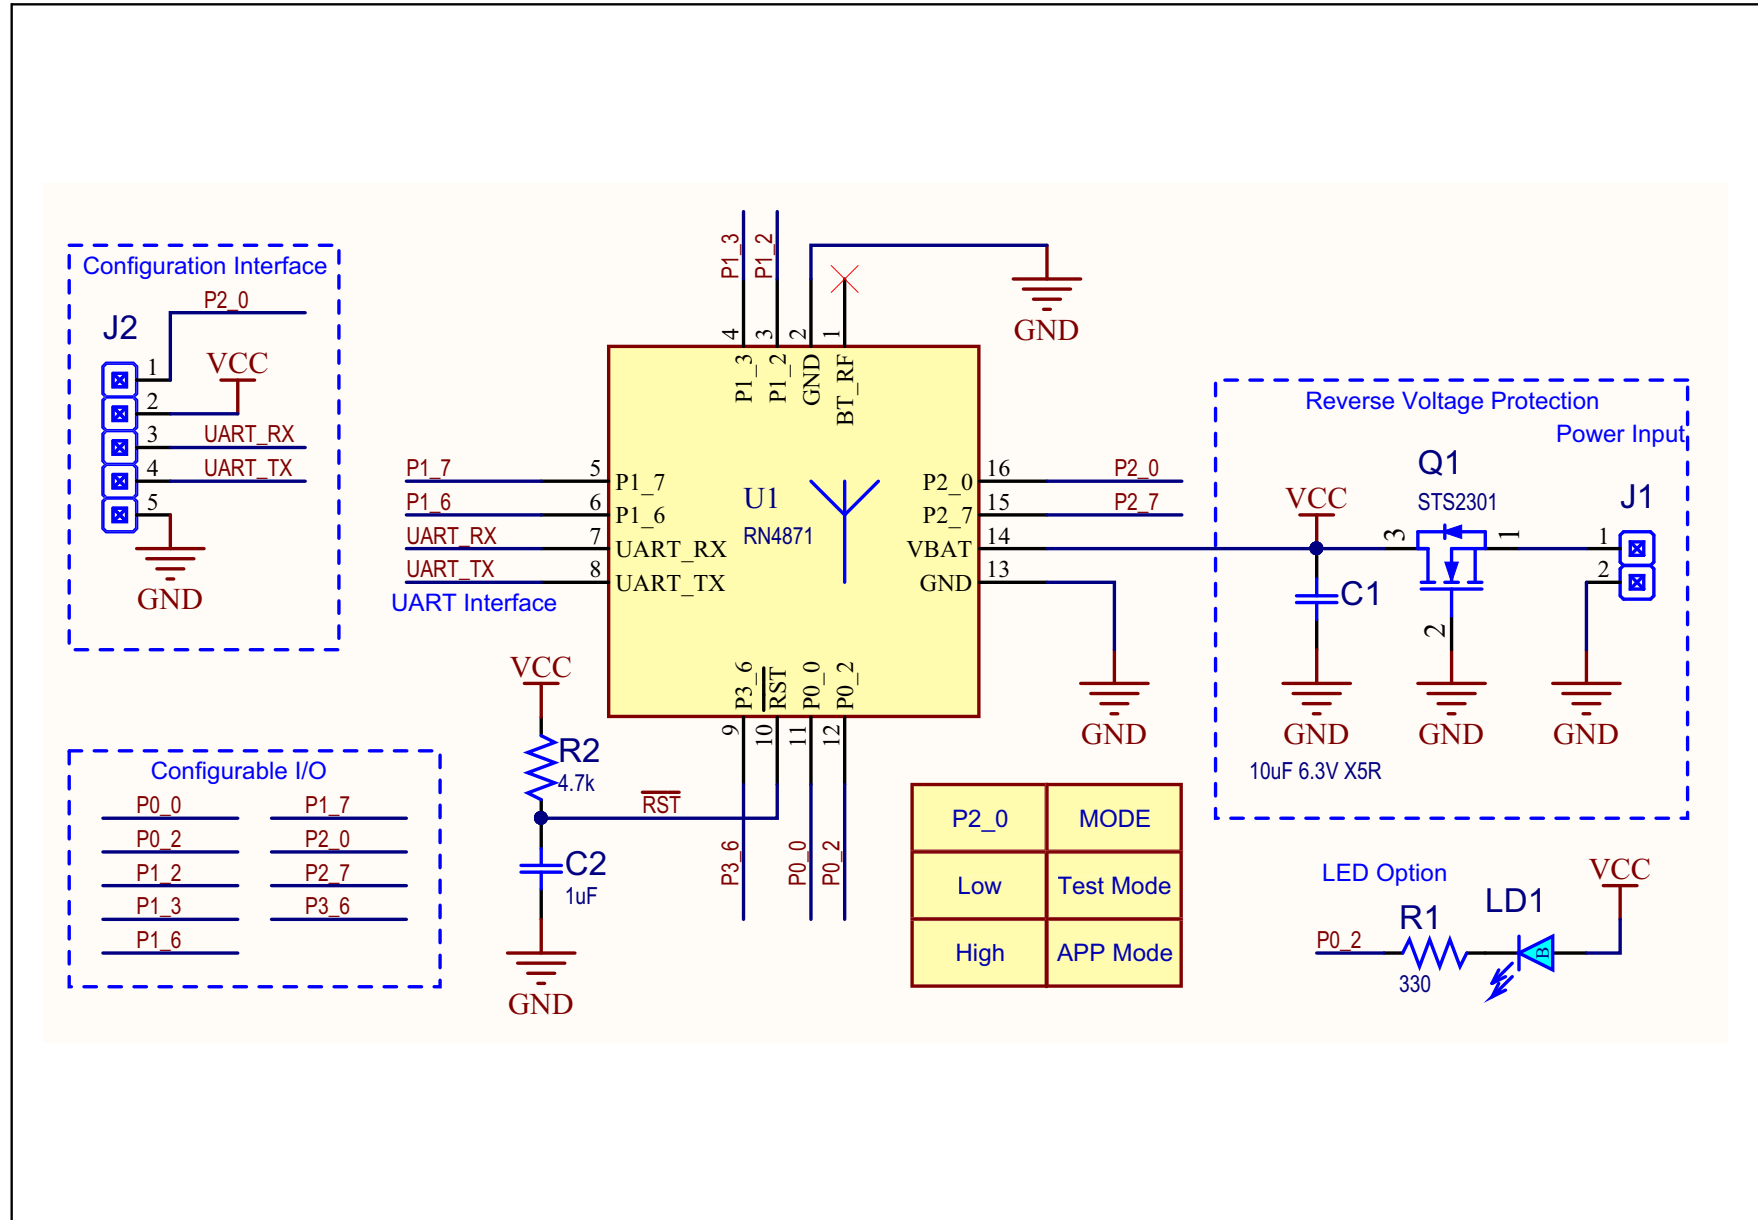 Configuration Interface
P2_0
J2
VCC
1
2
3
UART_RX
4
UART_TX
5
GND
P1_3
P1_2
GND
4
3
2
1
P1_3
P1_2
GND
BT_RF
P1_7
5
P1_7
P1_6
6
P1_6
UART_RX
7
UART_RX
UART_TX
8
UART_TX
UART Interface
U1
RN4871
P2_0
16
P2_0
P2_7
15
P2_7
VBAT
14
GND
13
GND
P3_6
RST
P0_0
P0_2
9
10
11
12
P3_6
P0_0
P0_2
VCC
R2
4.7k
RST
C2
1uF
GND
Reverse Voltage Protection
Power Input
Q1
STS2301
J1
VCC
3
1
1
2
2
C1
GND
GND
GND
10uF 6.3V X5R
Configurable I/O
P0_0
P1_7
P0_2
P2_0
P1_2
P2_7
P1_3
P3_6
P1_6
P2_0 MODE
Low Test Mode
High APP Mode
LED Option
VCC
LD1
R1
P0_2
330
B